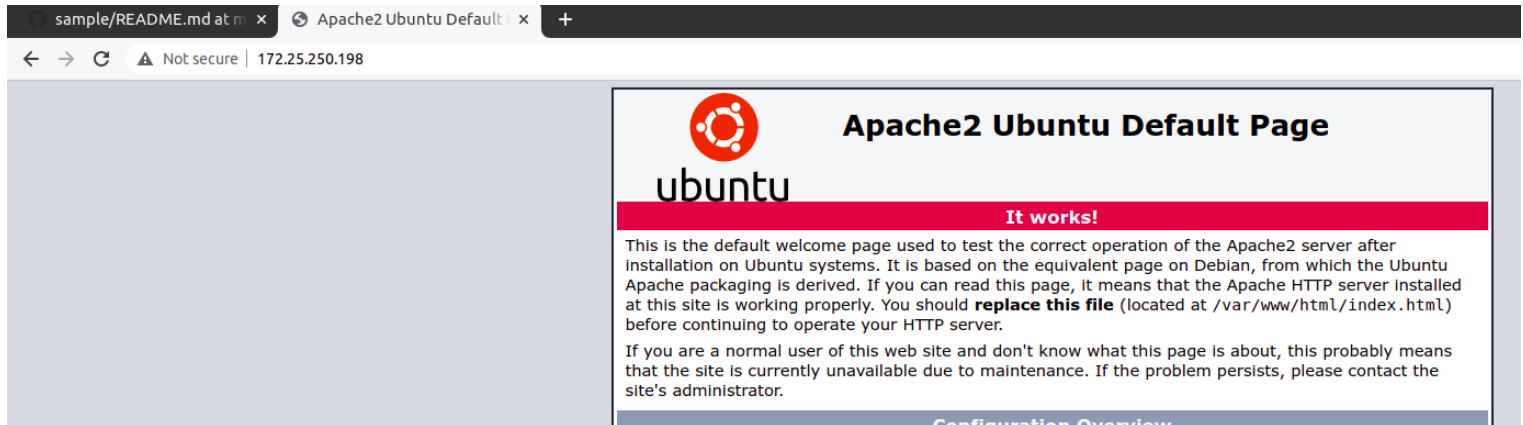 sample/README.md at m
Apache2 Ubuntu Default
Not secure | 172.25.250.198
ubuntu
Apache2 Ubuntu Default Page
It works!
This is the default welcome page used to test the correct operation of the Apache2 server after
installation on Ubuntu systems. It is based on the equivalent page on Debian, from which the Ubuntu
Apache packaging is derived. If you can read this page, it means that the Apache HTTP server installed
at this site is working properly. You should replace this file (located at /var/www/html/index.html)
before continuing to operate your HTTP server.
If you are a normal user of this web site and don't know what this page is about, this probably means
that the site is currently unavailable due to maintenance. If the problem persists, please contact the
site's administrator.
Configuration Overview